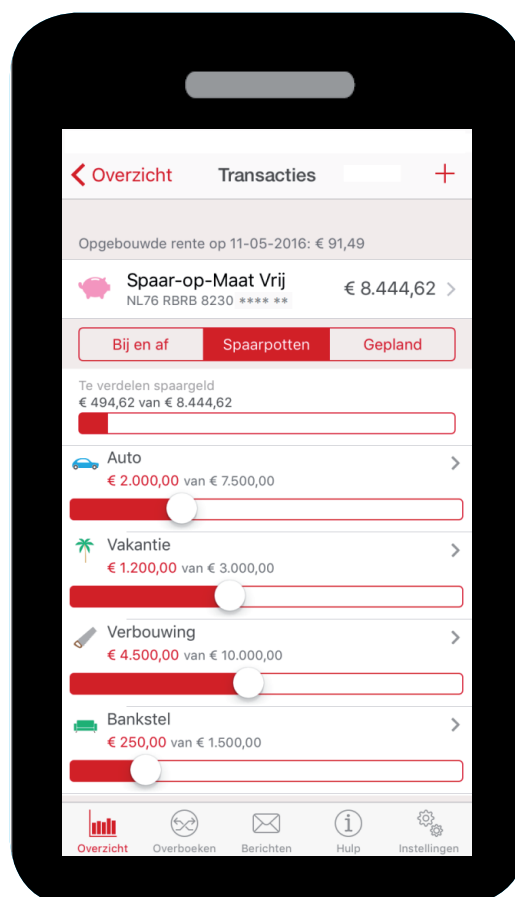 Overzicht Transacties +
Opgebouwde rente op 11-05-2016: € 91,49
Spaar-op-Maat Vrij
NL76 RBRB 8230 **** **
€ 8.444,62
Bij en af Spaarpotten Gepland
Te verdelen spaargeld
€ 494,62 van € 8.444,62
Auto
€ 2.000,00 van € 7.500,00
Vakantie
€ 1.200,00 van € 3.000,00
Verbouwing
€ 4.500,00 van € 10.000,00
Bankstel
€ 250,00 van € 1.500,00
Overzicht Overboeken Berichten Hulp Instellingen